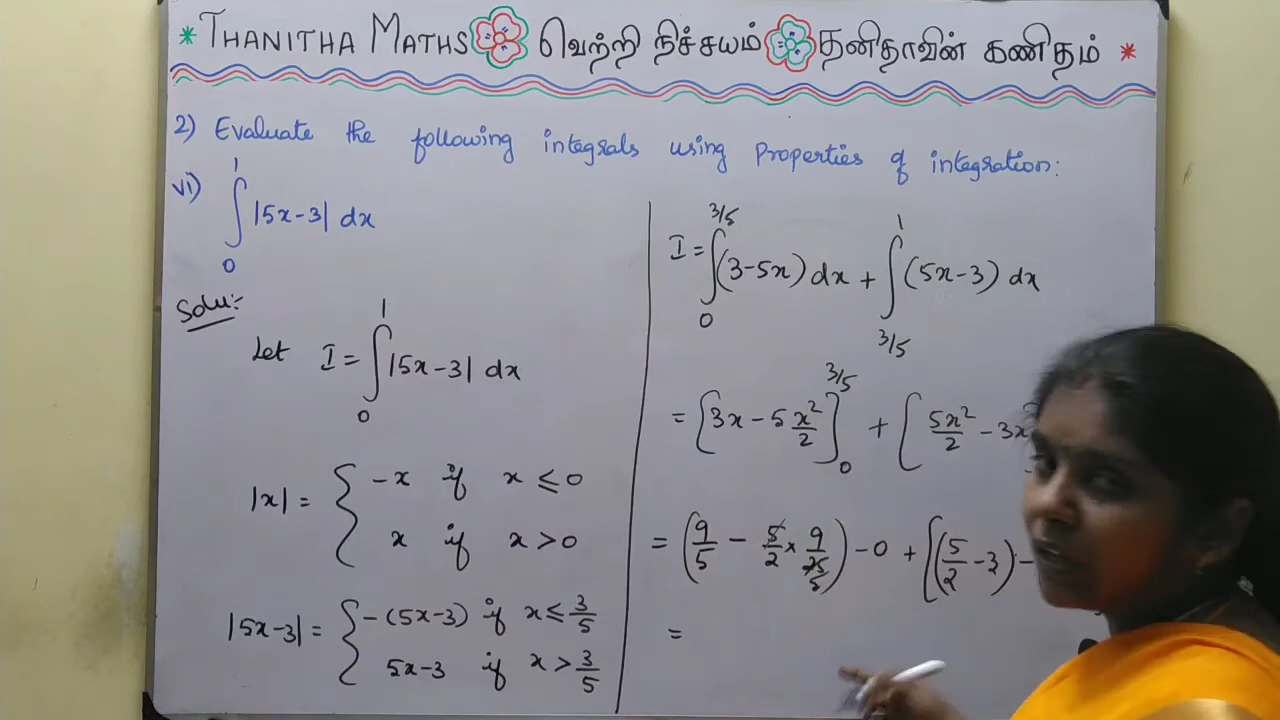 * THANITHA MATHS வெற்றி நிச்சயம் தனிதாவின் கணிதம் *
2) Evaluate the following integrals using properties of integration:
vi) ∫₀¹ |5x-3| dx
Solu:-
Let I = ∫₀¹ |5x-3| dx
|x| = { -x if x ≤ 0
x if x > 0
|5x-3| = { -(5x-3) if x ≤ 3/5
5x-3 if x > 3/5
I = ∫₀^{3/5} (3-5x) dx + ∫_{3/5}^{1} (5x-3) dx
= [3x - 5 x²/2]₀^{3/5} + [5x²/2 - 3x
= (9/5 - 5/2 × 9/25 5) - 0 + [(5/2 - 3) -
=